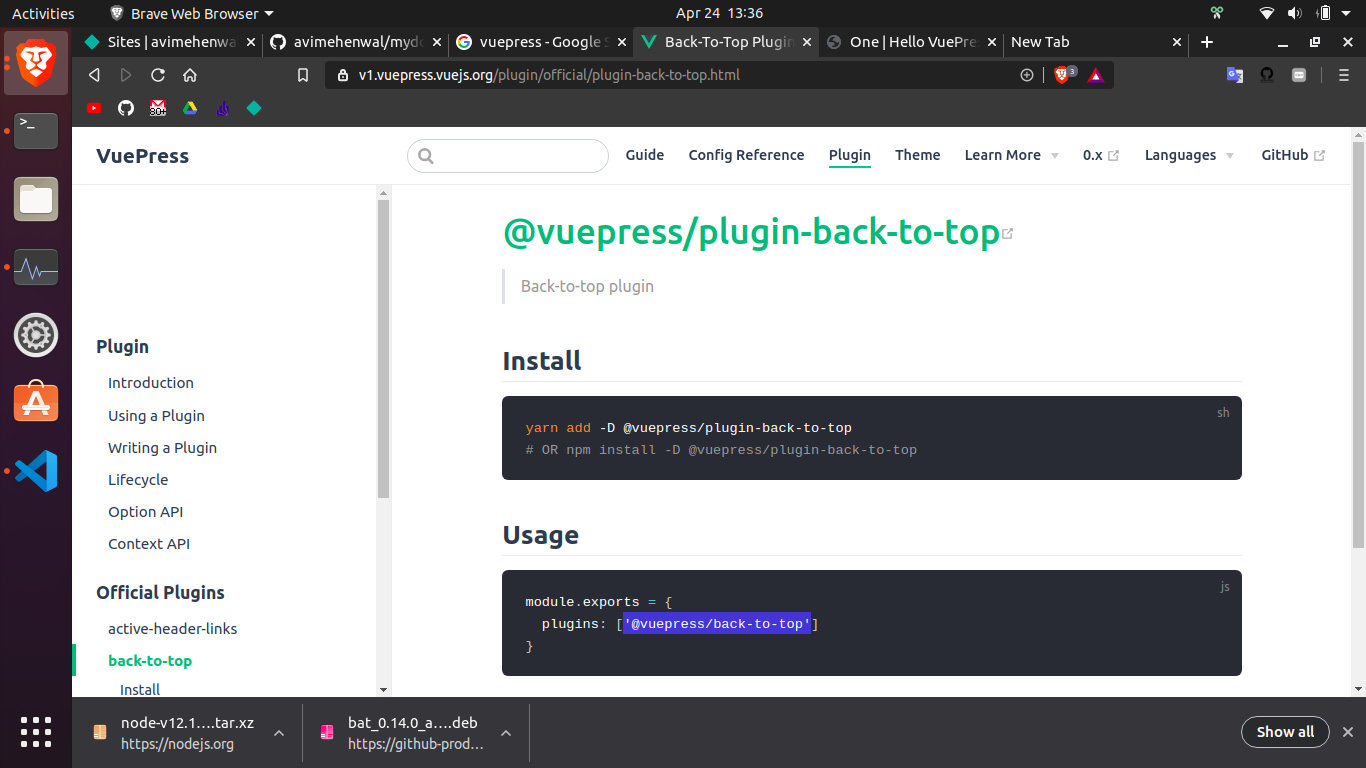 Activities
Brave Web Browser
Apr 24 13:36
Sites | avimehenwa
avimehenwal/mydo
vuepress - Google S
Back-To-Top Plugin
One | Hello VuePre
New Tab
v1.vuepress.vuejs.org/plugin/official/plugin-back-to-top.html
3
80+
VuePress
Guide
Config Reference
Plugin
Theme
Learn More
0.x
Languages
GitHub
Plugin
Introduction
Using a Plugin
Writing a Plugin
Lifecycle
Option API
Context API
Official Plugins
active-header-links
back-to-top
Install
@vuepress/plugin-back-to-top
Back-to-top plugin
Install
sh
yarn add -D @vuepress/plugin-back-to-top
# OR npm install -D @vuepress/plugin-back-to-top
Usage
js
module.exports = {
plugins: ['@vuepress/back-to-top']
}
node-v12.1....tar.xz
https://nodejs.org
bat_0.14.0_a....deb
https://github-prod...
Show all